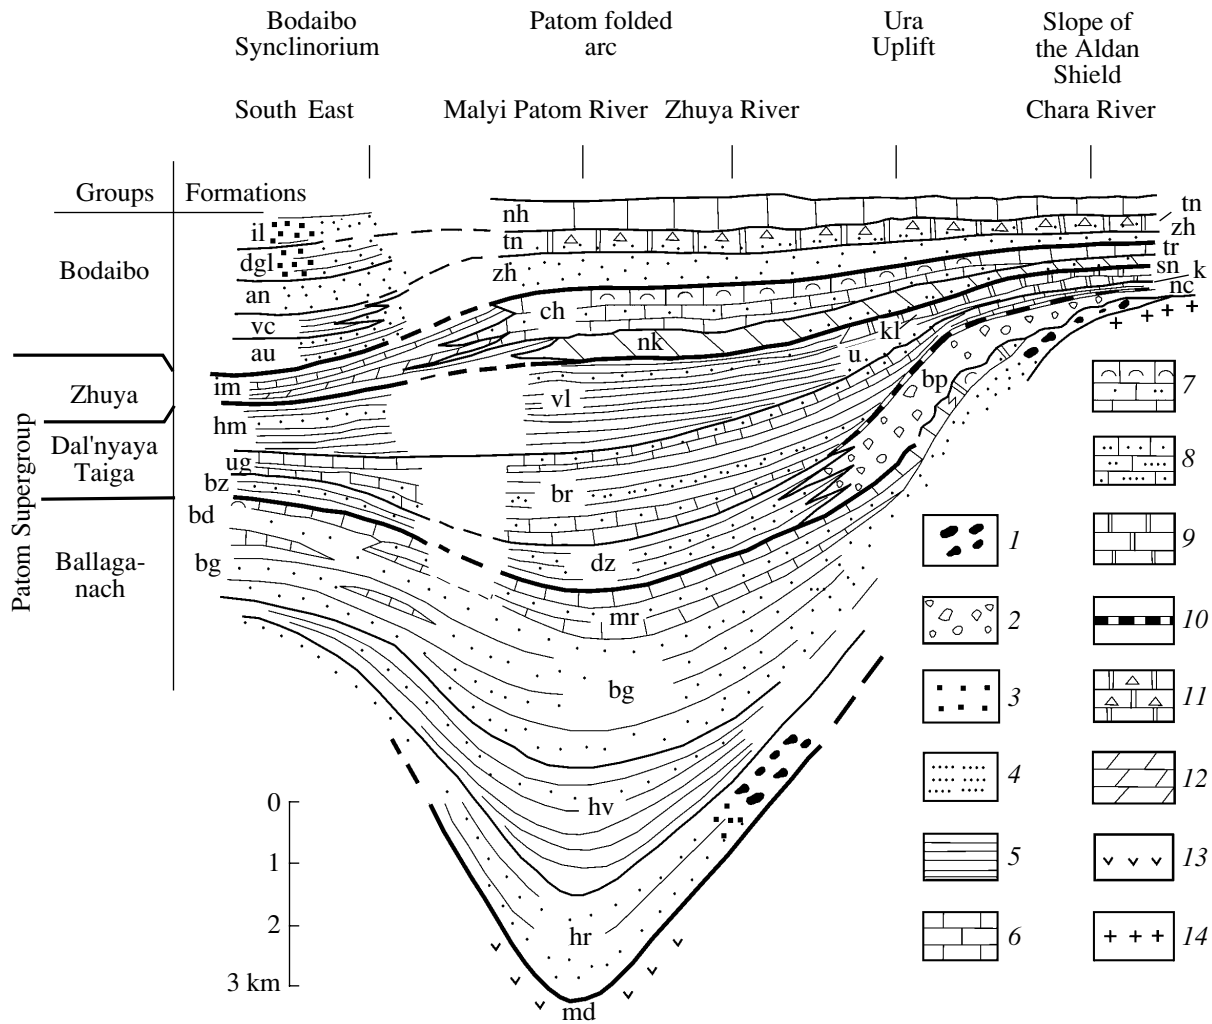 Bodaibo
Synclinorium
Patom folded
arc
Ura
Uplift
Slope of
the Aldan
Shield
South East
Malyi Patom River
Zhuya River
Chara River
Groups
Formations
Patom Supergroup
Bodaibo
Zhuya
Dal'nyaya
Taiga
Ballaga-
nach
il
dgl
an
vc
au
im
hm
ug
bz
bd
bg
nh
tn
zh
ch
nk
vl
br
dz
mr
bg
hv
hr
md
u
kl
bp
tn
zh
tr
sn
k
nc
0
1
2
3 km
1
2
3
4
5
6
7
8
9
10
11
12
13
14